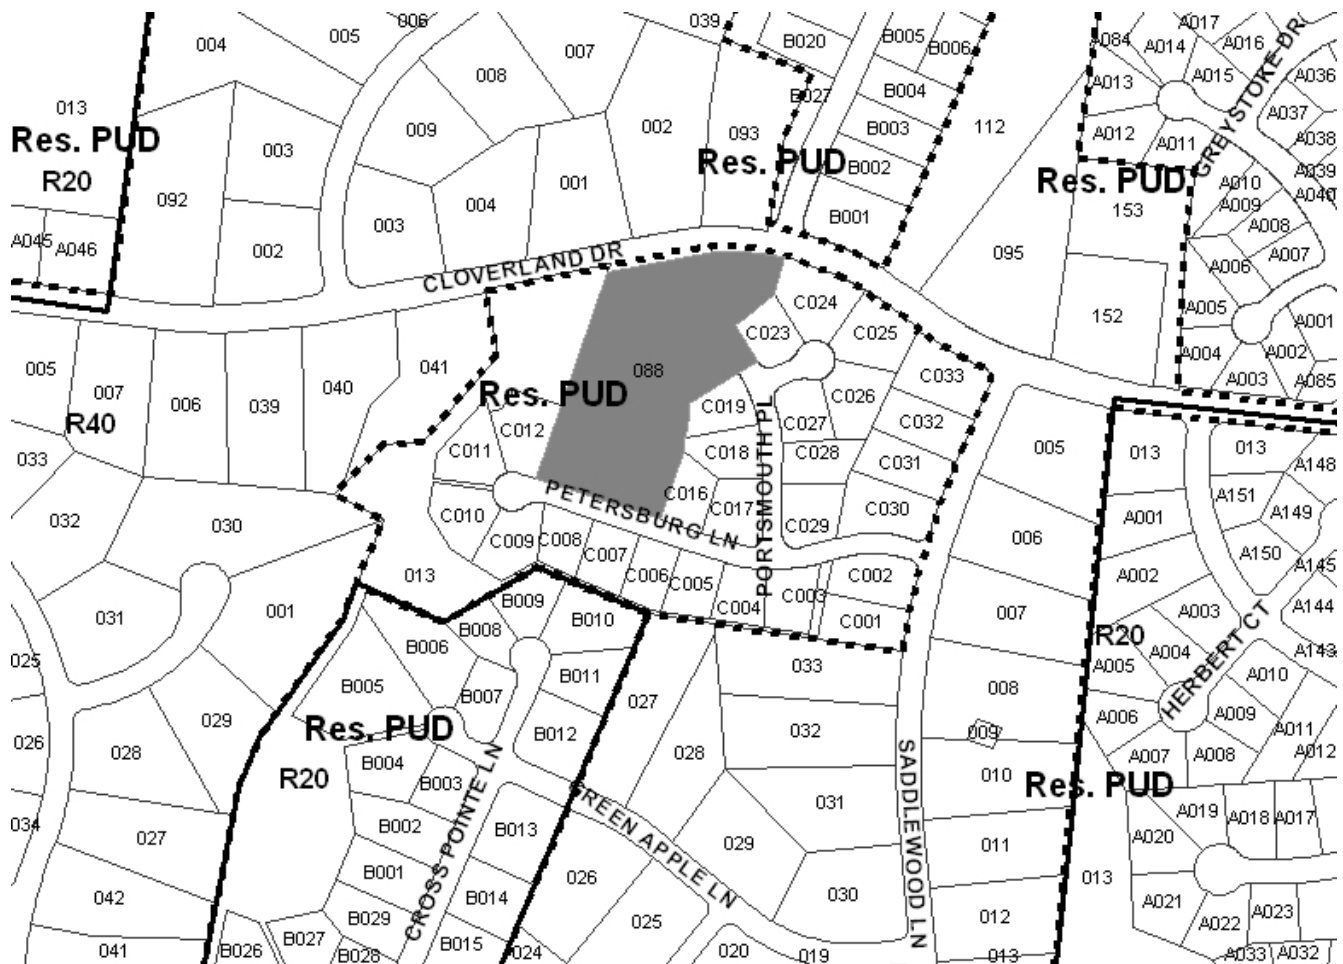 006
005
004
039
B020
B005
B006
A017
A084
A014
A016
GREYSTOKE DR
007
008
013
B027
B004
A013
A015
A036
A037
Res. PUD
009
002
093
B003
112
A012
A011
A038
003
R20
Res. PUD
B002
Res. PUD
A010
A039
A040
092
004
001
B001
153
A009
A008
A045
A046
002
003
CLOVERLAND DR
095
A007
A006
C024
152
A005
A001
C023
C025
005
007
006
039
040
041
088
C033
A004
A002
A003
A085
Res. PUD
R40
C019
C026
C012
C027
C032
005
013
013
033
C011
C018
C028
C031
A148
C016
PETERSBURG LN
C017
PORTSMOUTH PL
032
030
C010
C029
C030
A151
A149
A001
C009
C008
C007
C006
C005
C004
C003
C002
C001
006
A150
A145
A002
013
031
001
B009
B010
007
A003
A144
R20
B008
B006
HERBERT CT
A004
A143
025
B005
B007
B011
033
A005
A010
027
008
029
Res. PUD
B012
032
009
A006
A009
A011
026
028
028
SADDLEWOOD LN
A007
A008
A012
R20
B004
B003
CROSS POINTE LN
GREEN APPLE LN
010
Res. PUD
031
034
027
B002
B013
029
011
A020
A019
A018
A017
B001
026
013
042
B014
030
012
A021
A022
A023
B029
025
041
B026
B027
B028
B015
024
020
019
013
A033
A032